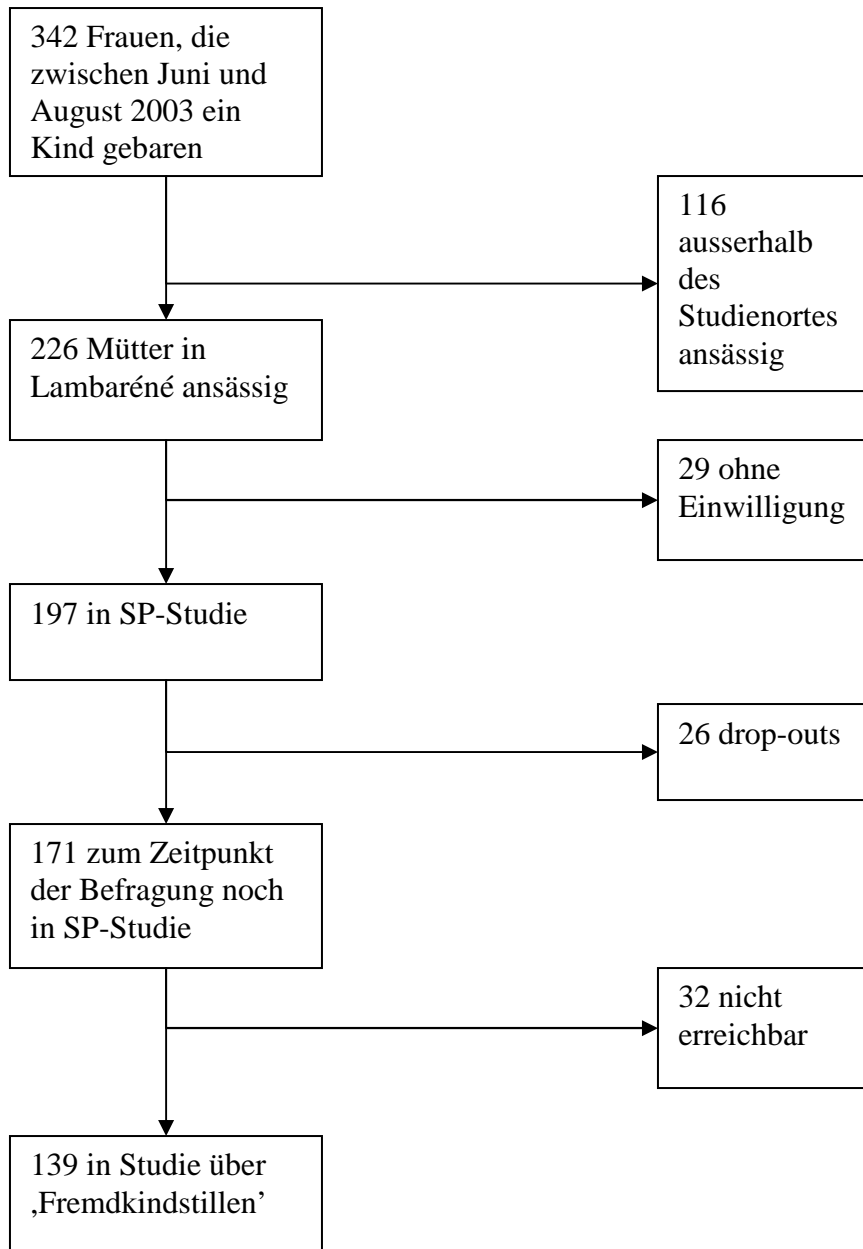 342 Frauen, die
zwischen Juni und
August 2003 ein
Kind gebaren
116
ausserhalb
des
Studienortes
ansässig
226 Mütter in
Lambaréné ansässig
29 ohne
Einwilligung
197 in SP-Studie
26 drop-outs
171 zum Zeitpunkt
der Befragung noch
in SP-Studie
32 nicht
erreichbar
139 in Studie über
‚Fremdkindstillen’